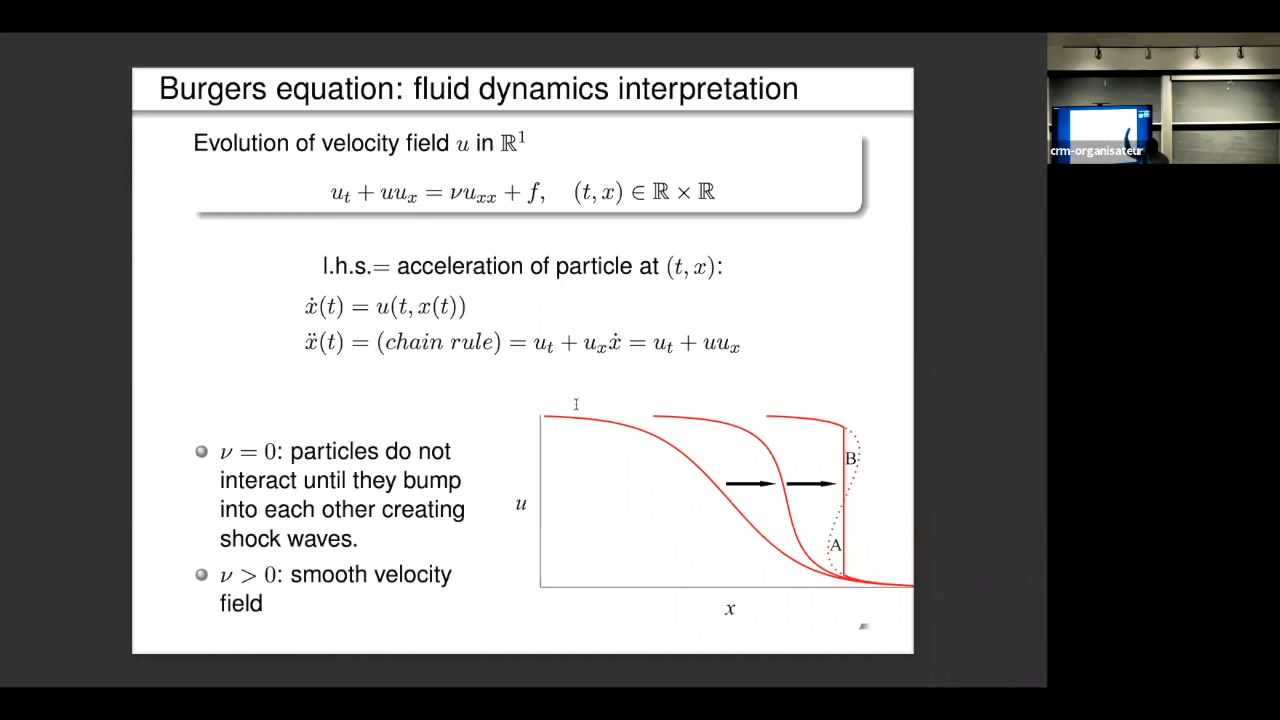 Burgers equation: fluid dynamics interpretation
Evolution of velocity field u in ℝ¹
u_t + uu_x = νu_xx + f, (t, x) ∈ ℝ × ℝ
l.h.s.= acceleration of particle at (t, x):
ẋ(t) = u(t, x(t))
ẍ(t) = (chain rule) = u_t + u_xẋ = u_t + uu_x
ν = 0: particles do not
interact until they bump
into each other creating
shock waves.
ν > 0: smooth velocity
field
u
B
A
x
crm-organisateur